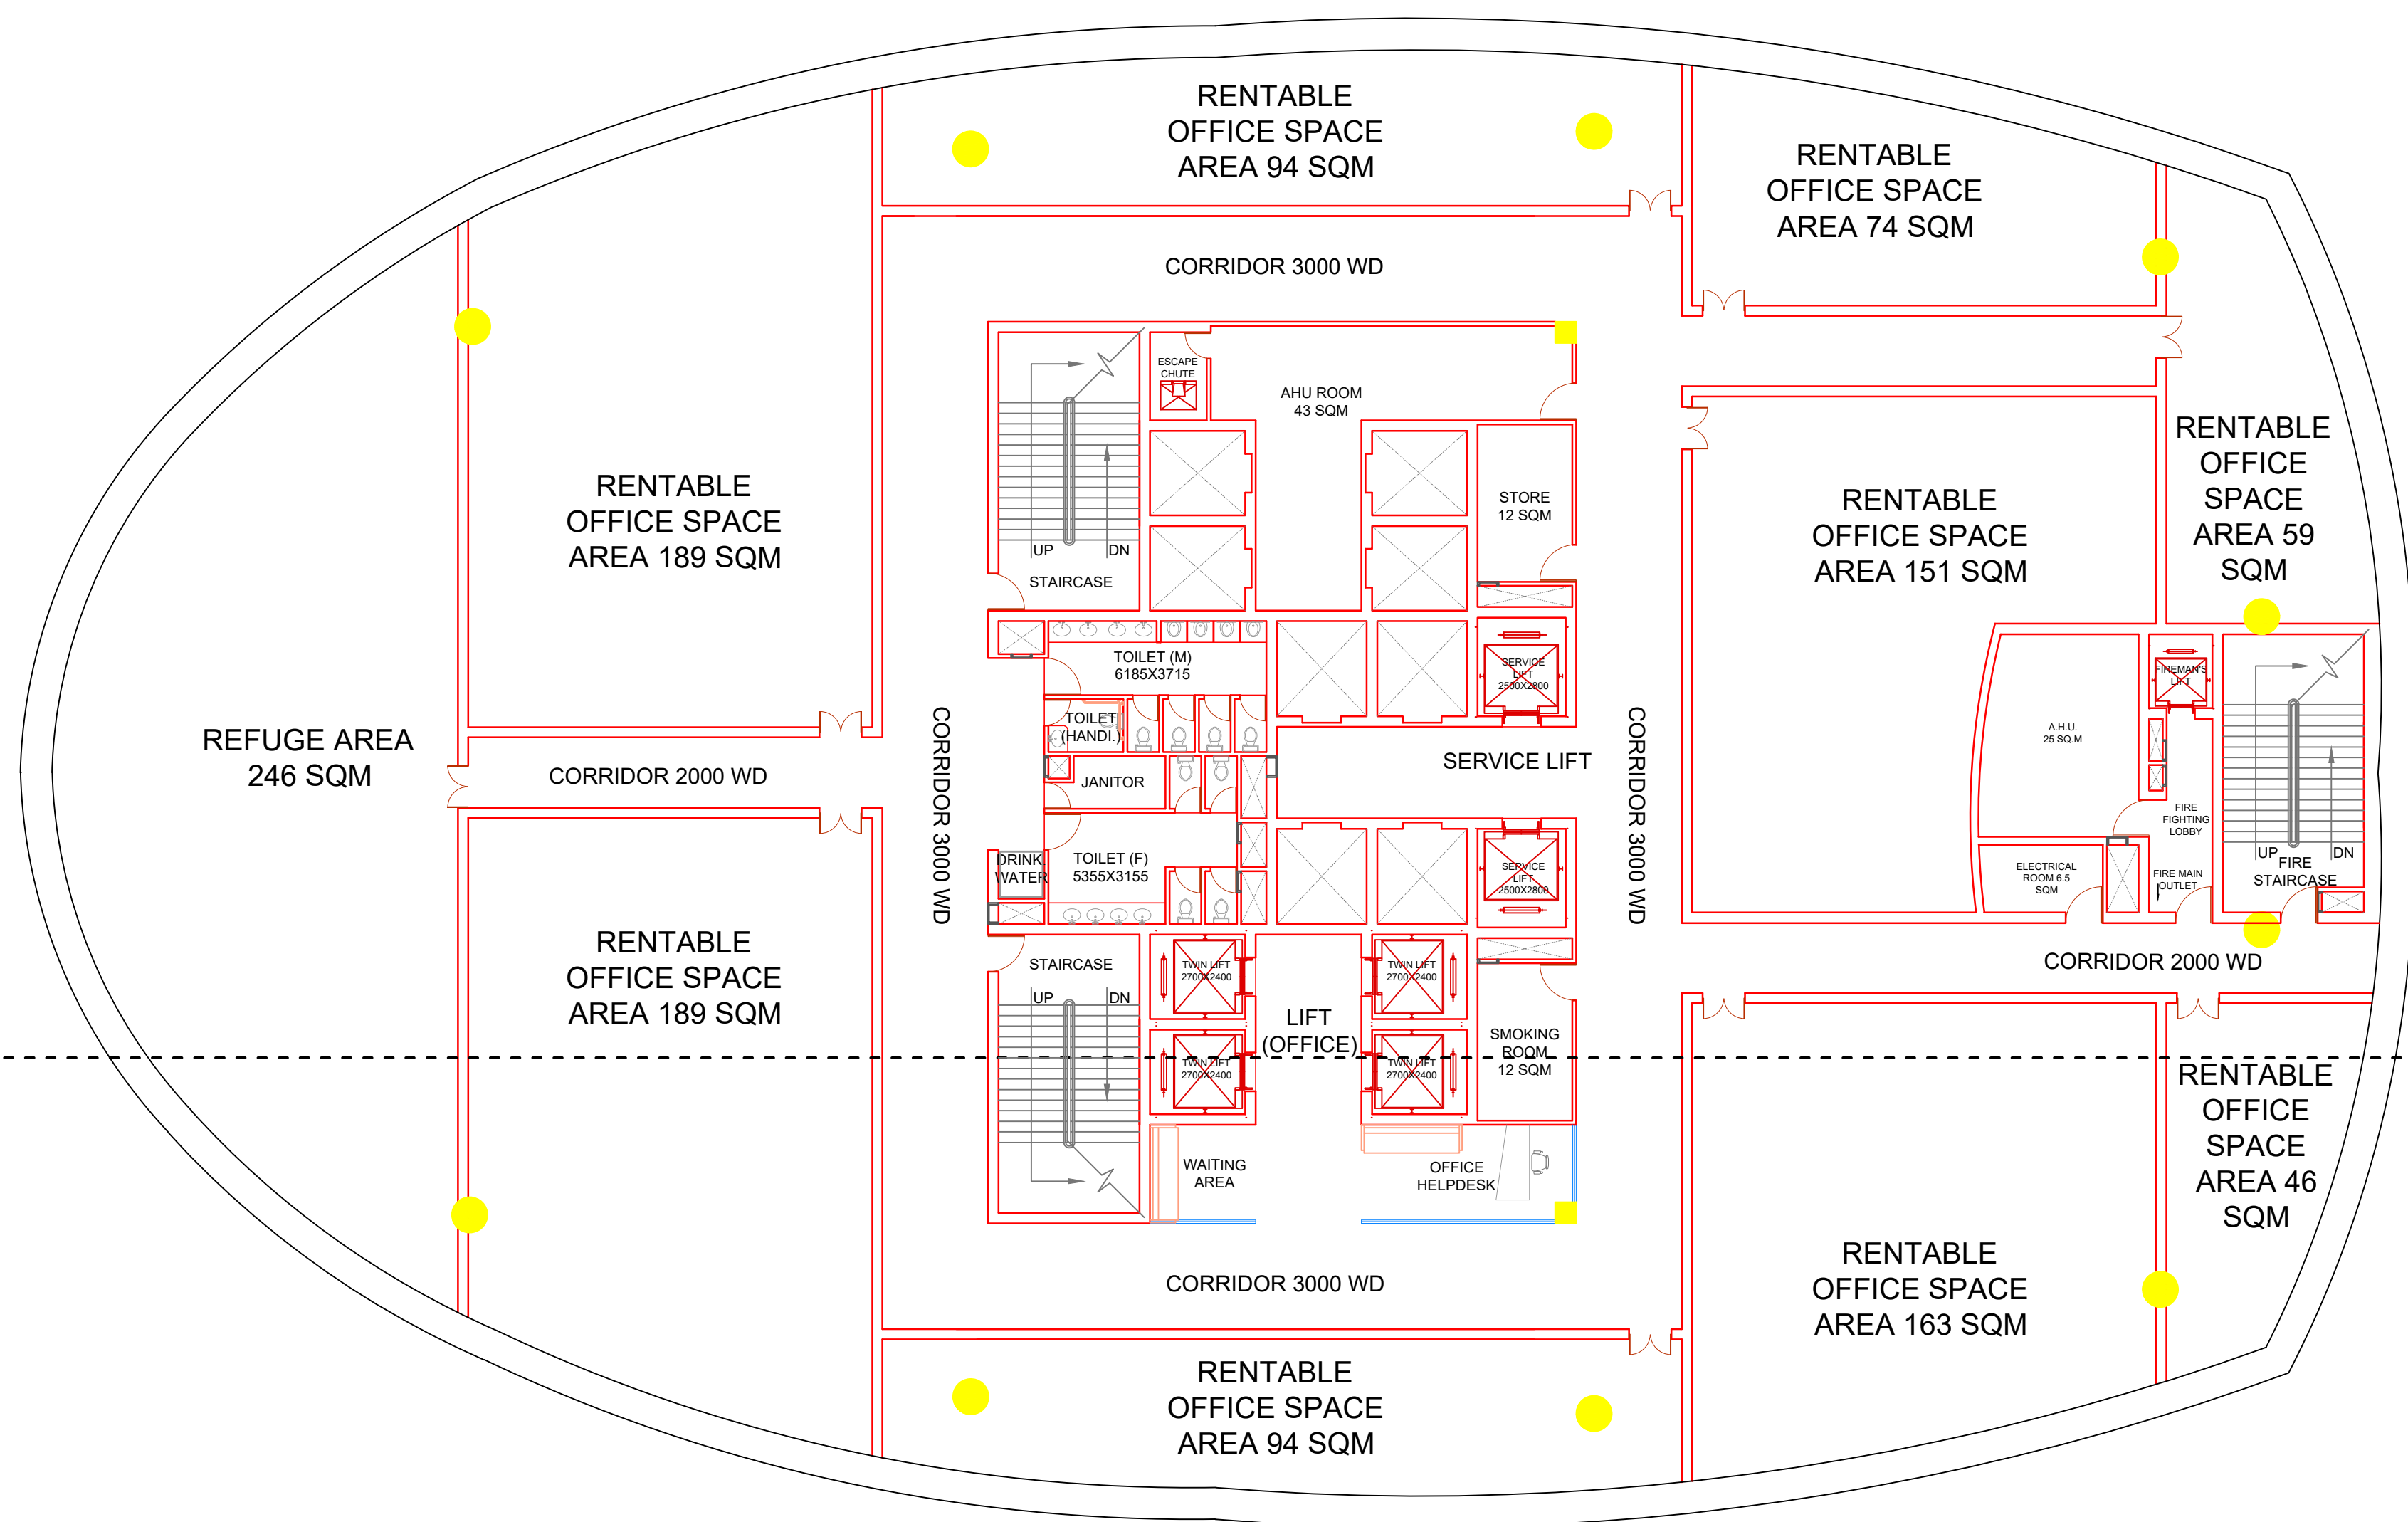 RENTABLE
OFFICE SPACE
AREA 94 SQM
RENTABLE
OFFICE SPACE
AREA 74 SQM
CORRIDOR 3000 WD
ESCAPE
CHUTE
AHU ROOM
43 SQM
RENTABLE
OFFICE SPACE
AREA 189 SQM
UP
DN
STAIRCASE
STORE
12 SQM
RENTABLE
OFFICE SPACE
AREA 151 SQM
RENTABLE
OFFICE
SPACE
AREA 59
SQM
TOILET (M)
6185X3715
SERVICE
LIFT
2500X2800
FIREMAN'S
LIFT
TOILET
(HANDI.)
A.H.U.
25 SQ.M
REFUGE AREA
246 SQM
CORRIDOR 2000 WD
CORRIDOR 3000 WD
JANITOR
SERVICE LIFT
CORRIDOR 3000 WD
FIRE
FIGHTING
LOBBY
DRINK.
WATER
TOILET (F)
5355X3155
SERVICE
LIFT
2500X2800
ELECTRICAL
ROOM 6.5
SQM
FIRE MAIN
OUTLET
UP
DN
FIRE
STAIRCASE
RENTABLE
OFFICE SPACE
AREA 189 SQM
STAIRCASE
UP
DN
TWIN LIFT
2700X2400
TWIN LIFT
2700X2400
CORRIDOR 2000 WD
LIFT
(OFFICE)
TWIN LIFT
2700X2400
TWIN LIFT
2700X2400
SMOKING
ROOM
12 SQM
RENTABLE
OFFICE
SPACE
AREA 46
SQM
WAITING
AREA
OFFICE
HELPDESK
RENTABLE
OFFICE SPACE
AREA 163 SQM
CORRIDOR 3000 WD
RENTABLE
OFFICE SPACE
AREA 94 SQM